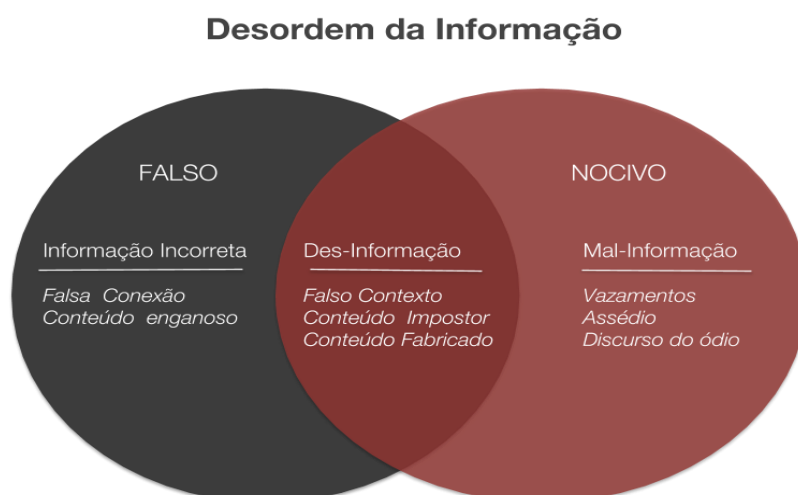 Desordem da Informação
FALSO
NOCIVO
Informação Incorreta
Falsa Conexão
Conteúdo enganoso
Des-Informação
Falso Contexto
Conteúdo Impostor
Conteúdo Fabricado
Mal-Informação
Vazamentos
Assédio
Discurso do ódio